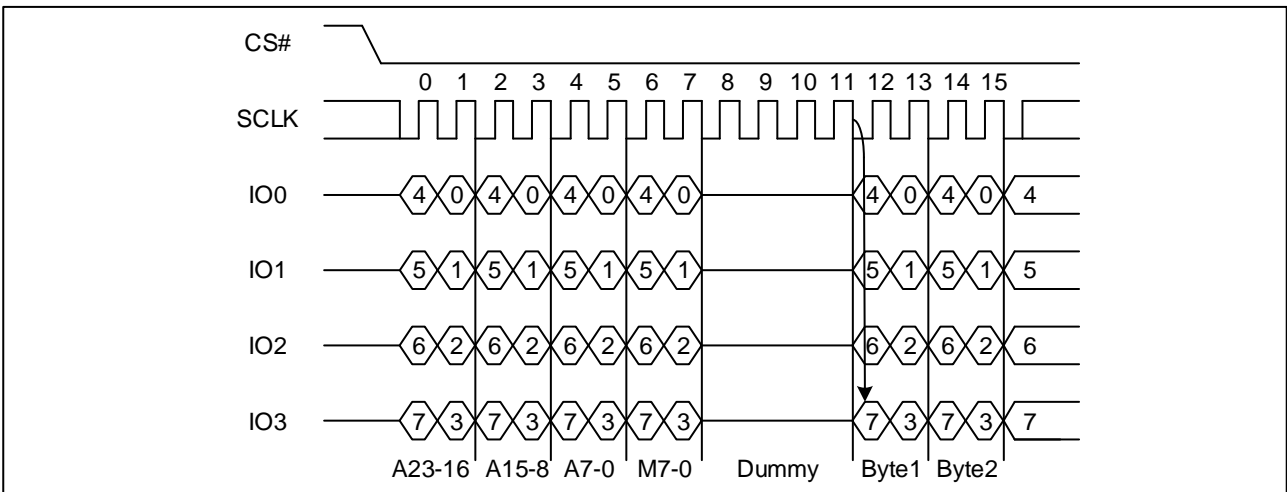 CS#
0 1 2 3 4 5 6 7 8 9 10 11 12 13 14 15
SCLK
IO0 4 0 4 0 4 0 4 0 4 0 4 0 4
IO1 5 1 5 1 5 1 5 1 5 1 5 1 5
IO2 6 2 6 2 6 2 6 2 6 2 6 2 6
IO3 7 3 7 3 7 3 7 3 7 3 7 3 7
A23-16 A15-8 A7-0 M7-0 Dummy Byte1 Byte2